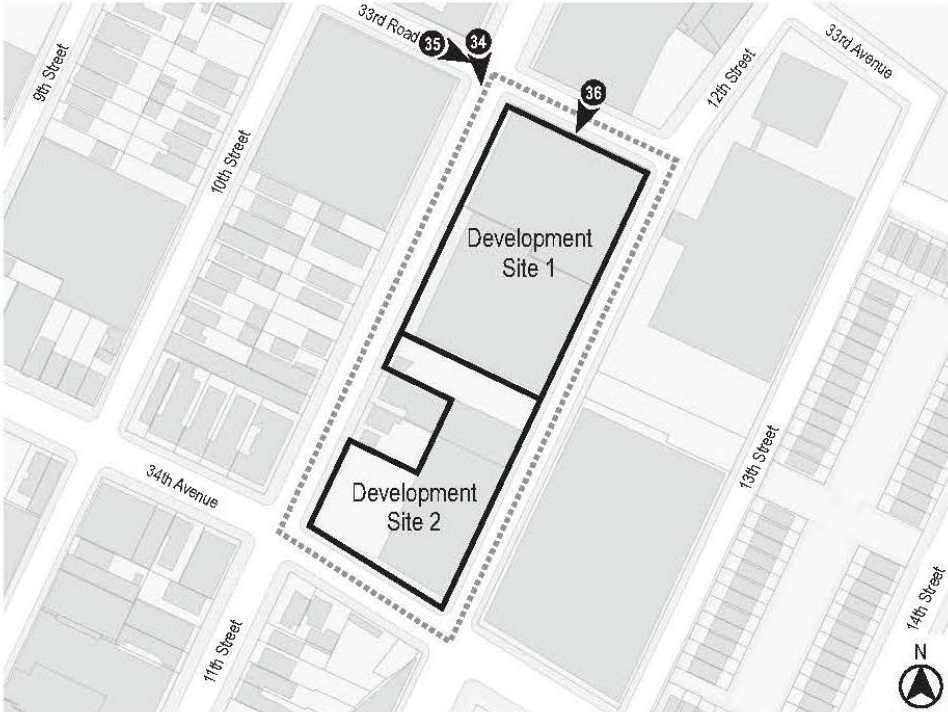 33rd Road
35
34
36
33rd Avenue
12th Street
9th Street
10th Street
Development
Site 1
13th Street
34th Avenue
Development
Site 2
11th Street
14th Street
N